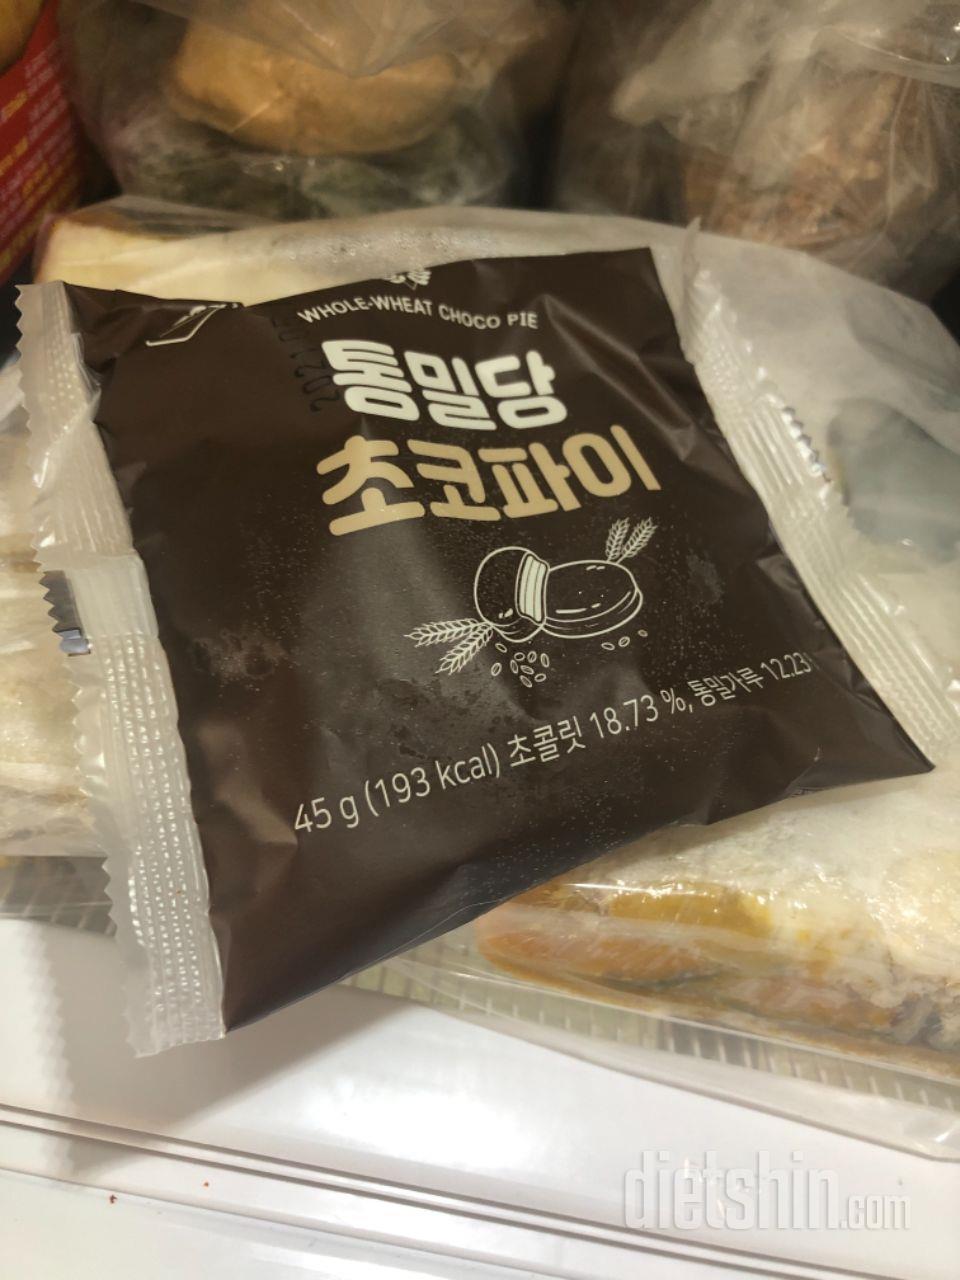 WHOLE-WHEAT CHOCO PIE
통밀당
초코파이
45 g (193 kcal) 초콜릿 18.73 %, 통밀가루 12.23
dietshin.com